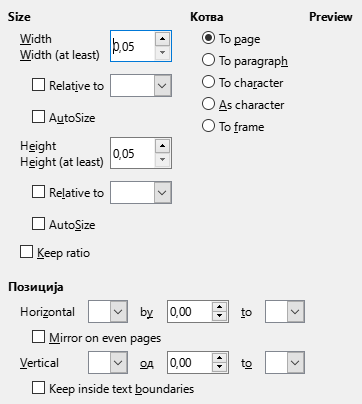 Size Котва Preview
Width 0,05 To page
Width (at least) To paragraph
Relative to To character
AutoSize As character
Height 0,05 To frame
Height (at least)
Relative to
AutoSize
Keep ratio
Позиција
Horizontal by 0,00 to
Mirror on even pages
Vertical од 0,00 to
Keep inside text boundaries